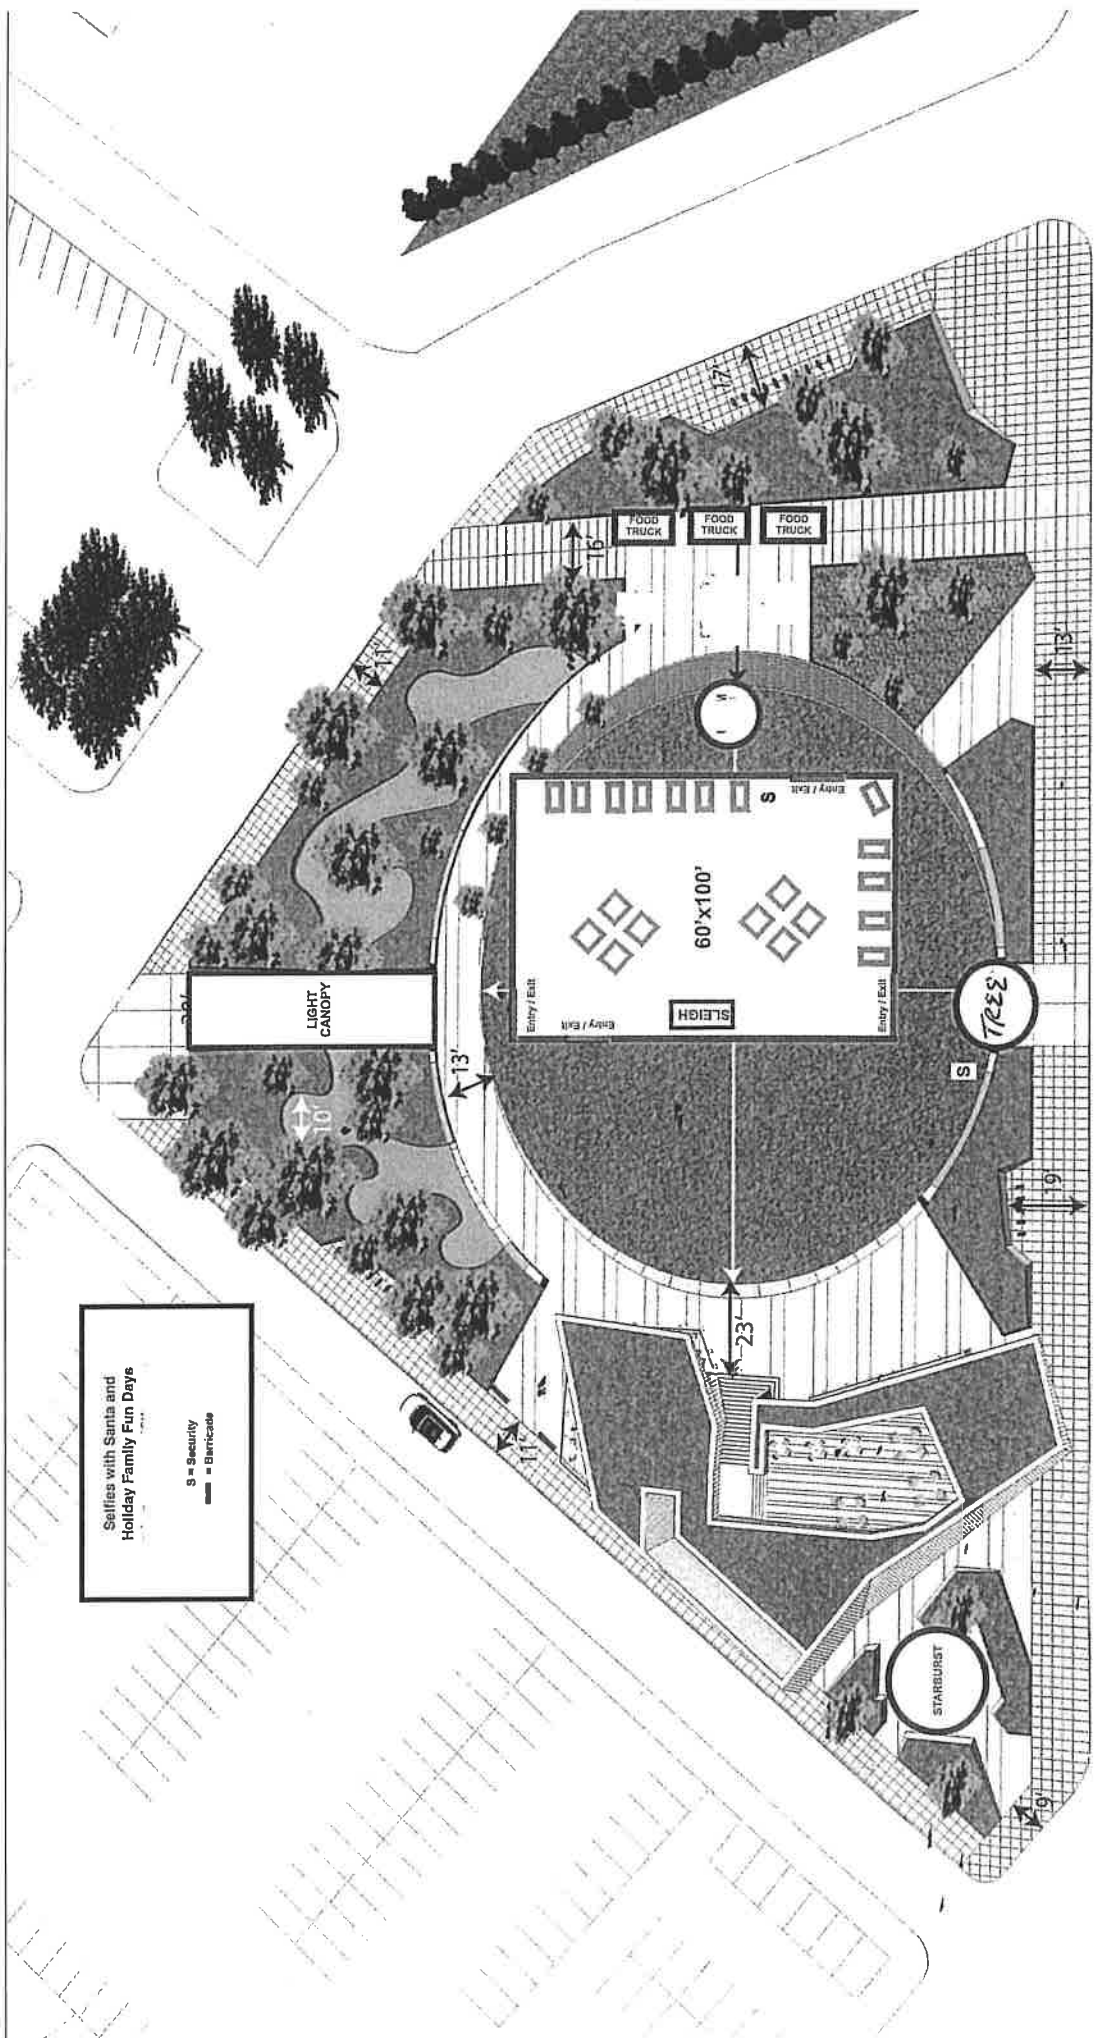 Selfies with Santa and
Holiday Family Fun Days
S = Security
= Barricade
17'
FOOD
TRUCK
FOOD
TRUCK
FOOD
TRUCK
16'
13'
11'
S
Entry / Exit
60'x100'
LIGHT
CANOPY
Entry / Exit
Entry / Exit
SLEIGH
Entry / Exit
TREE
S
13'
10'
19'
23'
11'
STARBURST
9'